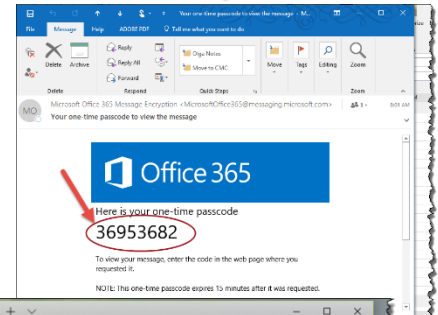 Your one-time passcode to view the message - M...
File Message Help ADOBE PDF Tell me what you want to do
Delete Archive
Reply
Reply All
Forward
Olga Notes
Move to CMC
Move Tags Editing Zoom
Delete Respond Quick Steps Zoom
MO Microsoft Office 365 Message Encryption <MicrosoftOffice365@messaging.microsoft.com>
Your one-time passcode to view the message
Office 365
Here is your one-time passcode
36953682
To view your message, enter the code in the web page where you
requested it.
NOTE: This one-time passcode expires 15 minutes after it was requested.